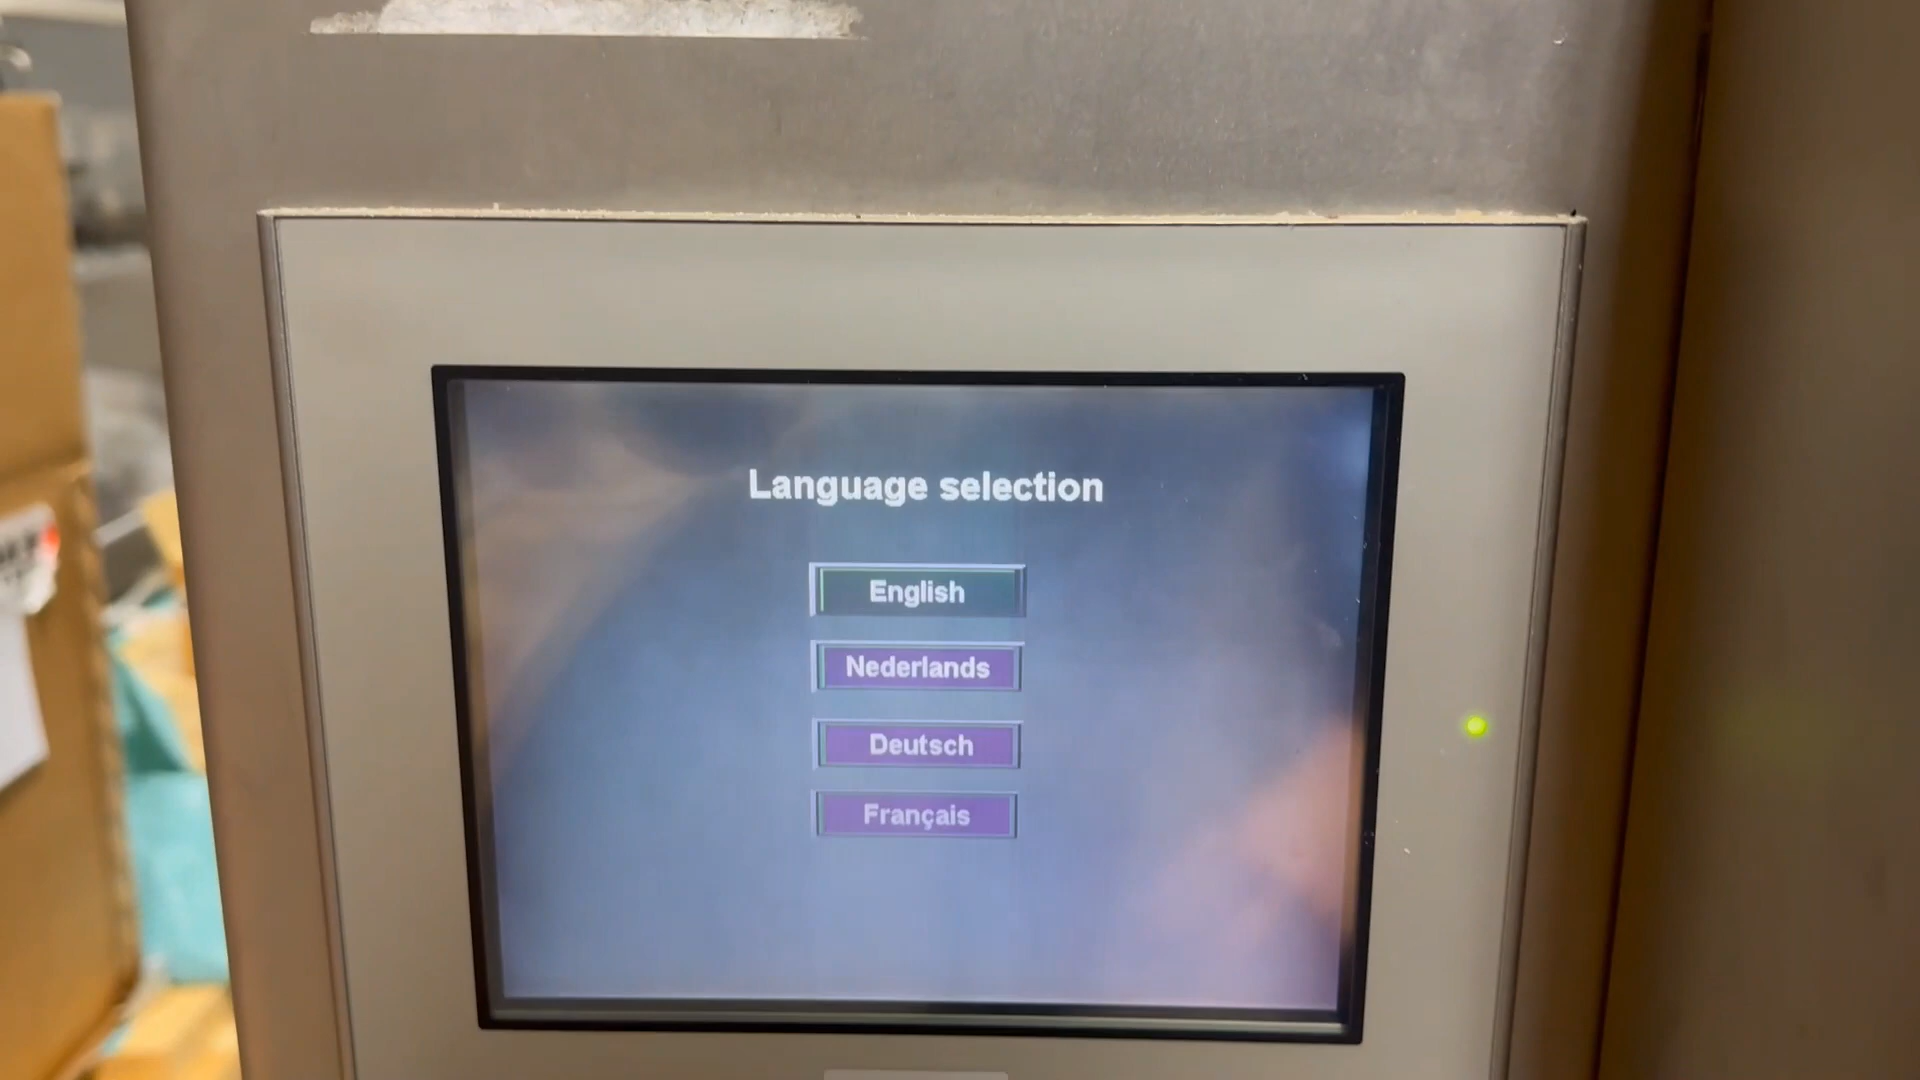 Language selection
English
Nederlands
Deutsch
Français